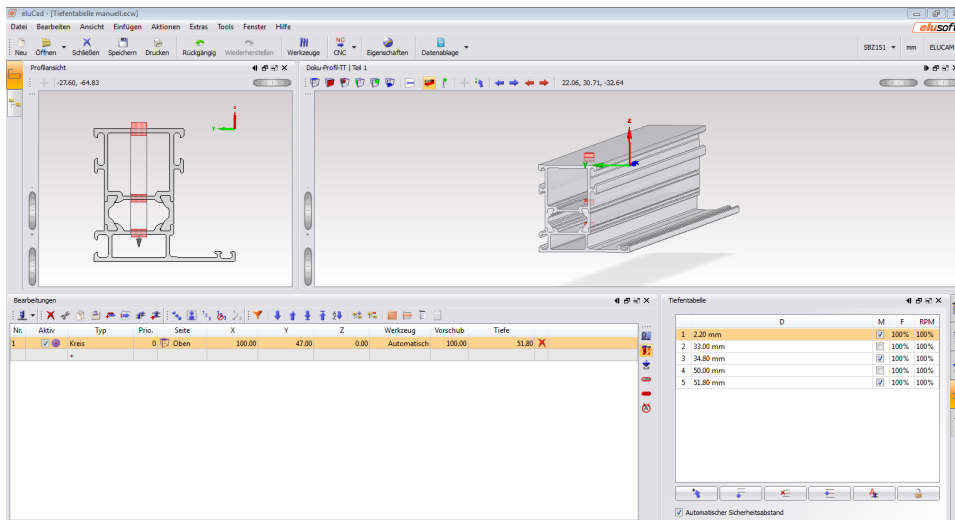 eluCad - [Tiefentabelle manuell.ecw]
Datei Bearbeiten Ansicht Einfügen Aktionen Extras Tools Fenster Hilfe
elusoft
Neu Öffnen Schließen Speichern Drucken Rückgängig Wiederherstellen Werkzeuge CNC Eigenschaften Datenablage
NC
SBZ151 mm ELUCAM
Profilansicht
Doku-Profil-TT | Teil 1
-27.60, -64.83
22.06, 30.71, -32.64
z
y
z
y
Bearbeitungen
Nr. Aktiv Typ Prio. Seite X Y Z Werkzeug Vorschub Tiefe
1 Kreis 0 Oben 100.00 47.00 0.00 Automatisch 100.00 51.80
*
Tiefentabelle
D M F RPM
1 2.20 mm 100% 100%
2 33.00 mm 100% 100%
3 34.80 mm 100% 100%
4 50.00 mm 100% 100%
5 51.80 mm 100% 100%
Automatischer Sicherheitsabstand